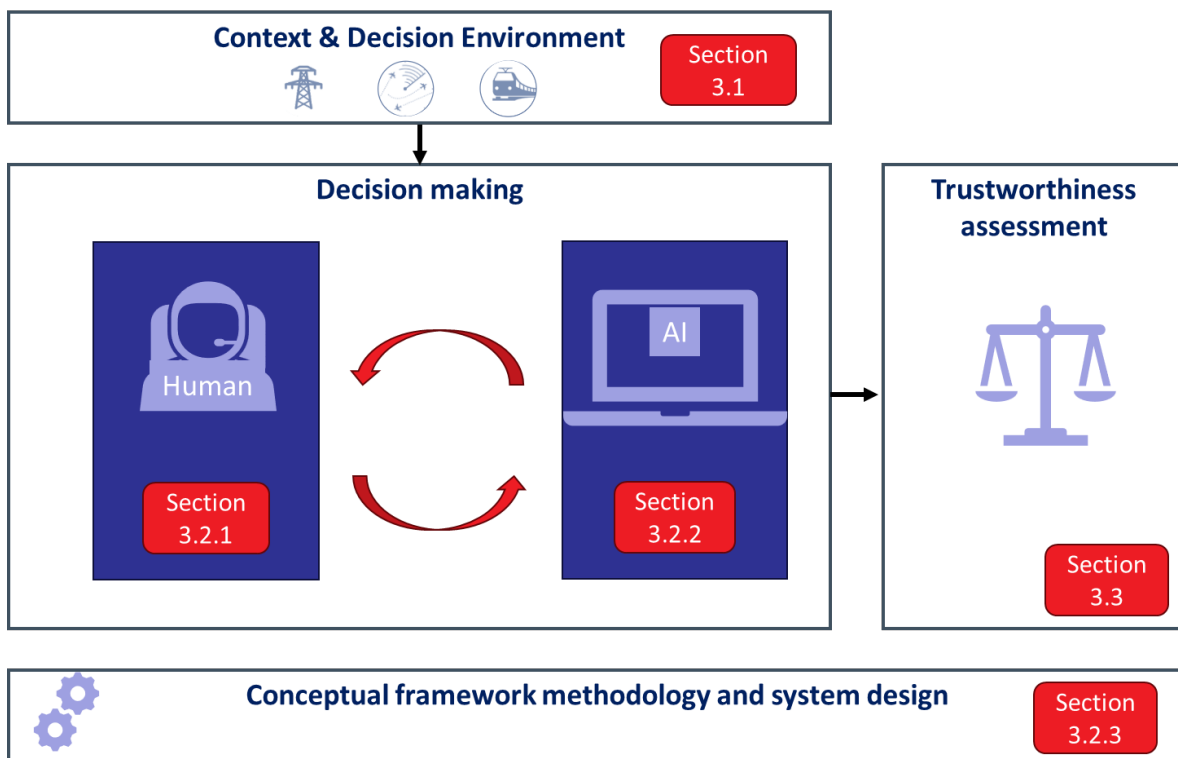 Context & Decision Environment
Section
3.1
Decision making
Trustworthiness
assessment
Human
AI
Section
3.2.1
Section
3.2.2
Section
3.3
Conceptual framework methodology and system design
Section
3.2.3